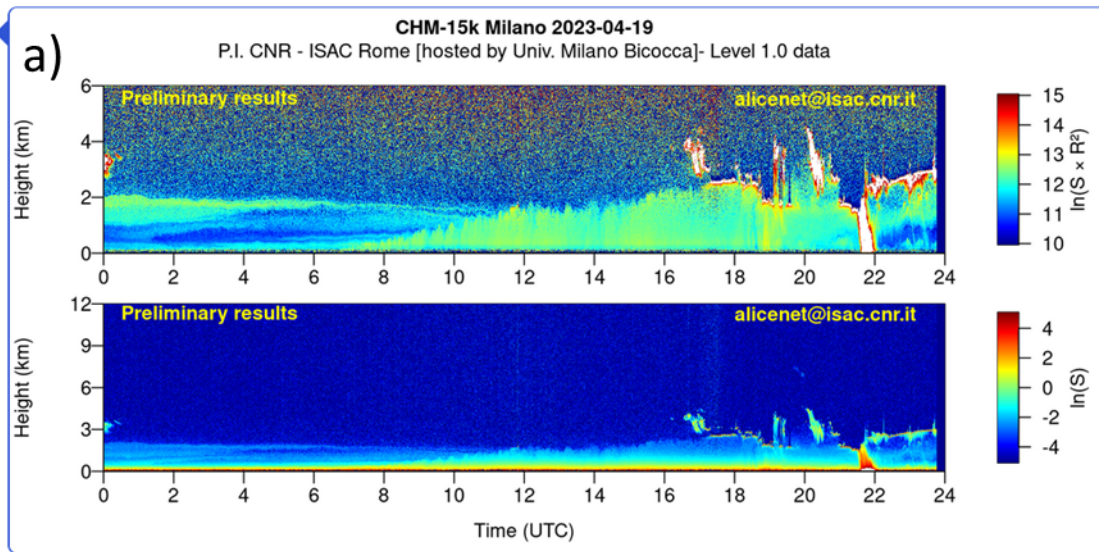 CHM-15k Milano 2023-04-19
a)
P.I. CNR - ISAC Rome [hosted by Univ. Milano Bicocca]- Level 1.0 data
Preliminary results
alicenet@isac.cnr.it
Height (km)
6
4
2
0
0 2 4 6 8 10 12 14 16 18 20 22 24
15
14
13
12
11
10
ln(S × R²)
Preliminary results
alicenet@isac.cnr.it
Height (km)
12
9
6
3
0
0 2 4 6 8 10 12 14 16 18 20 22 24
4
2
0
-2
-4
ln(S)
Time (UTC)